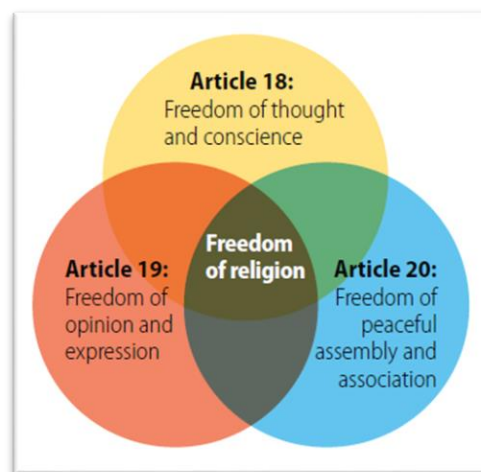 Article 18:
Freedom of thought
and conscience
Freedom
of religion
Article 19:
Freedom of
opinion and
expression
Article 20:
Freedom of
peaceful
assembly and
association